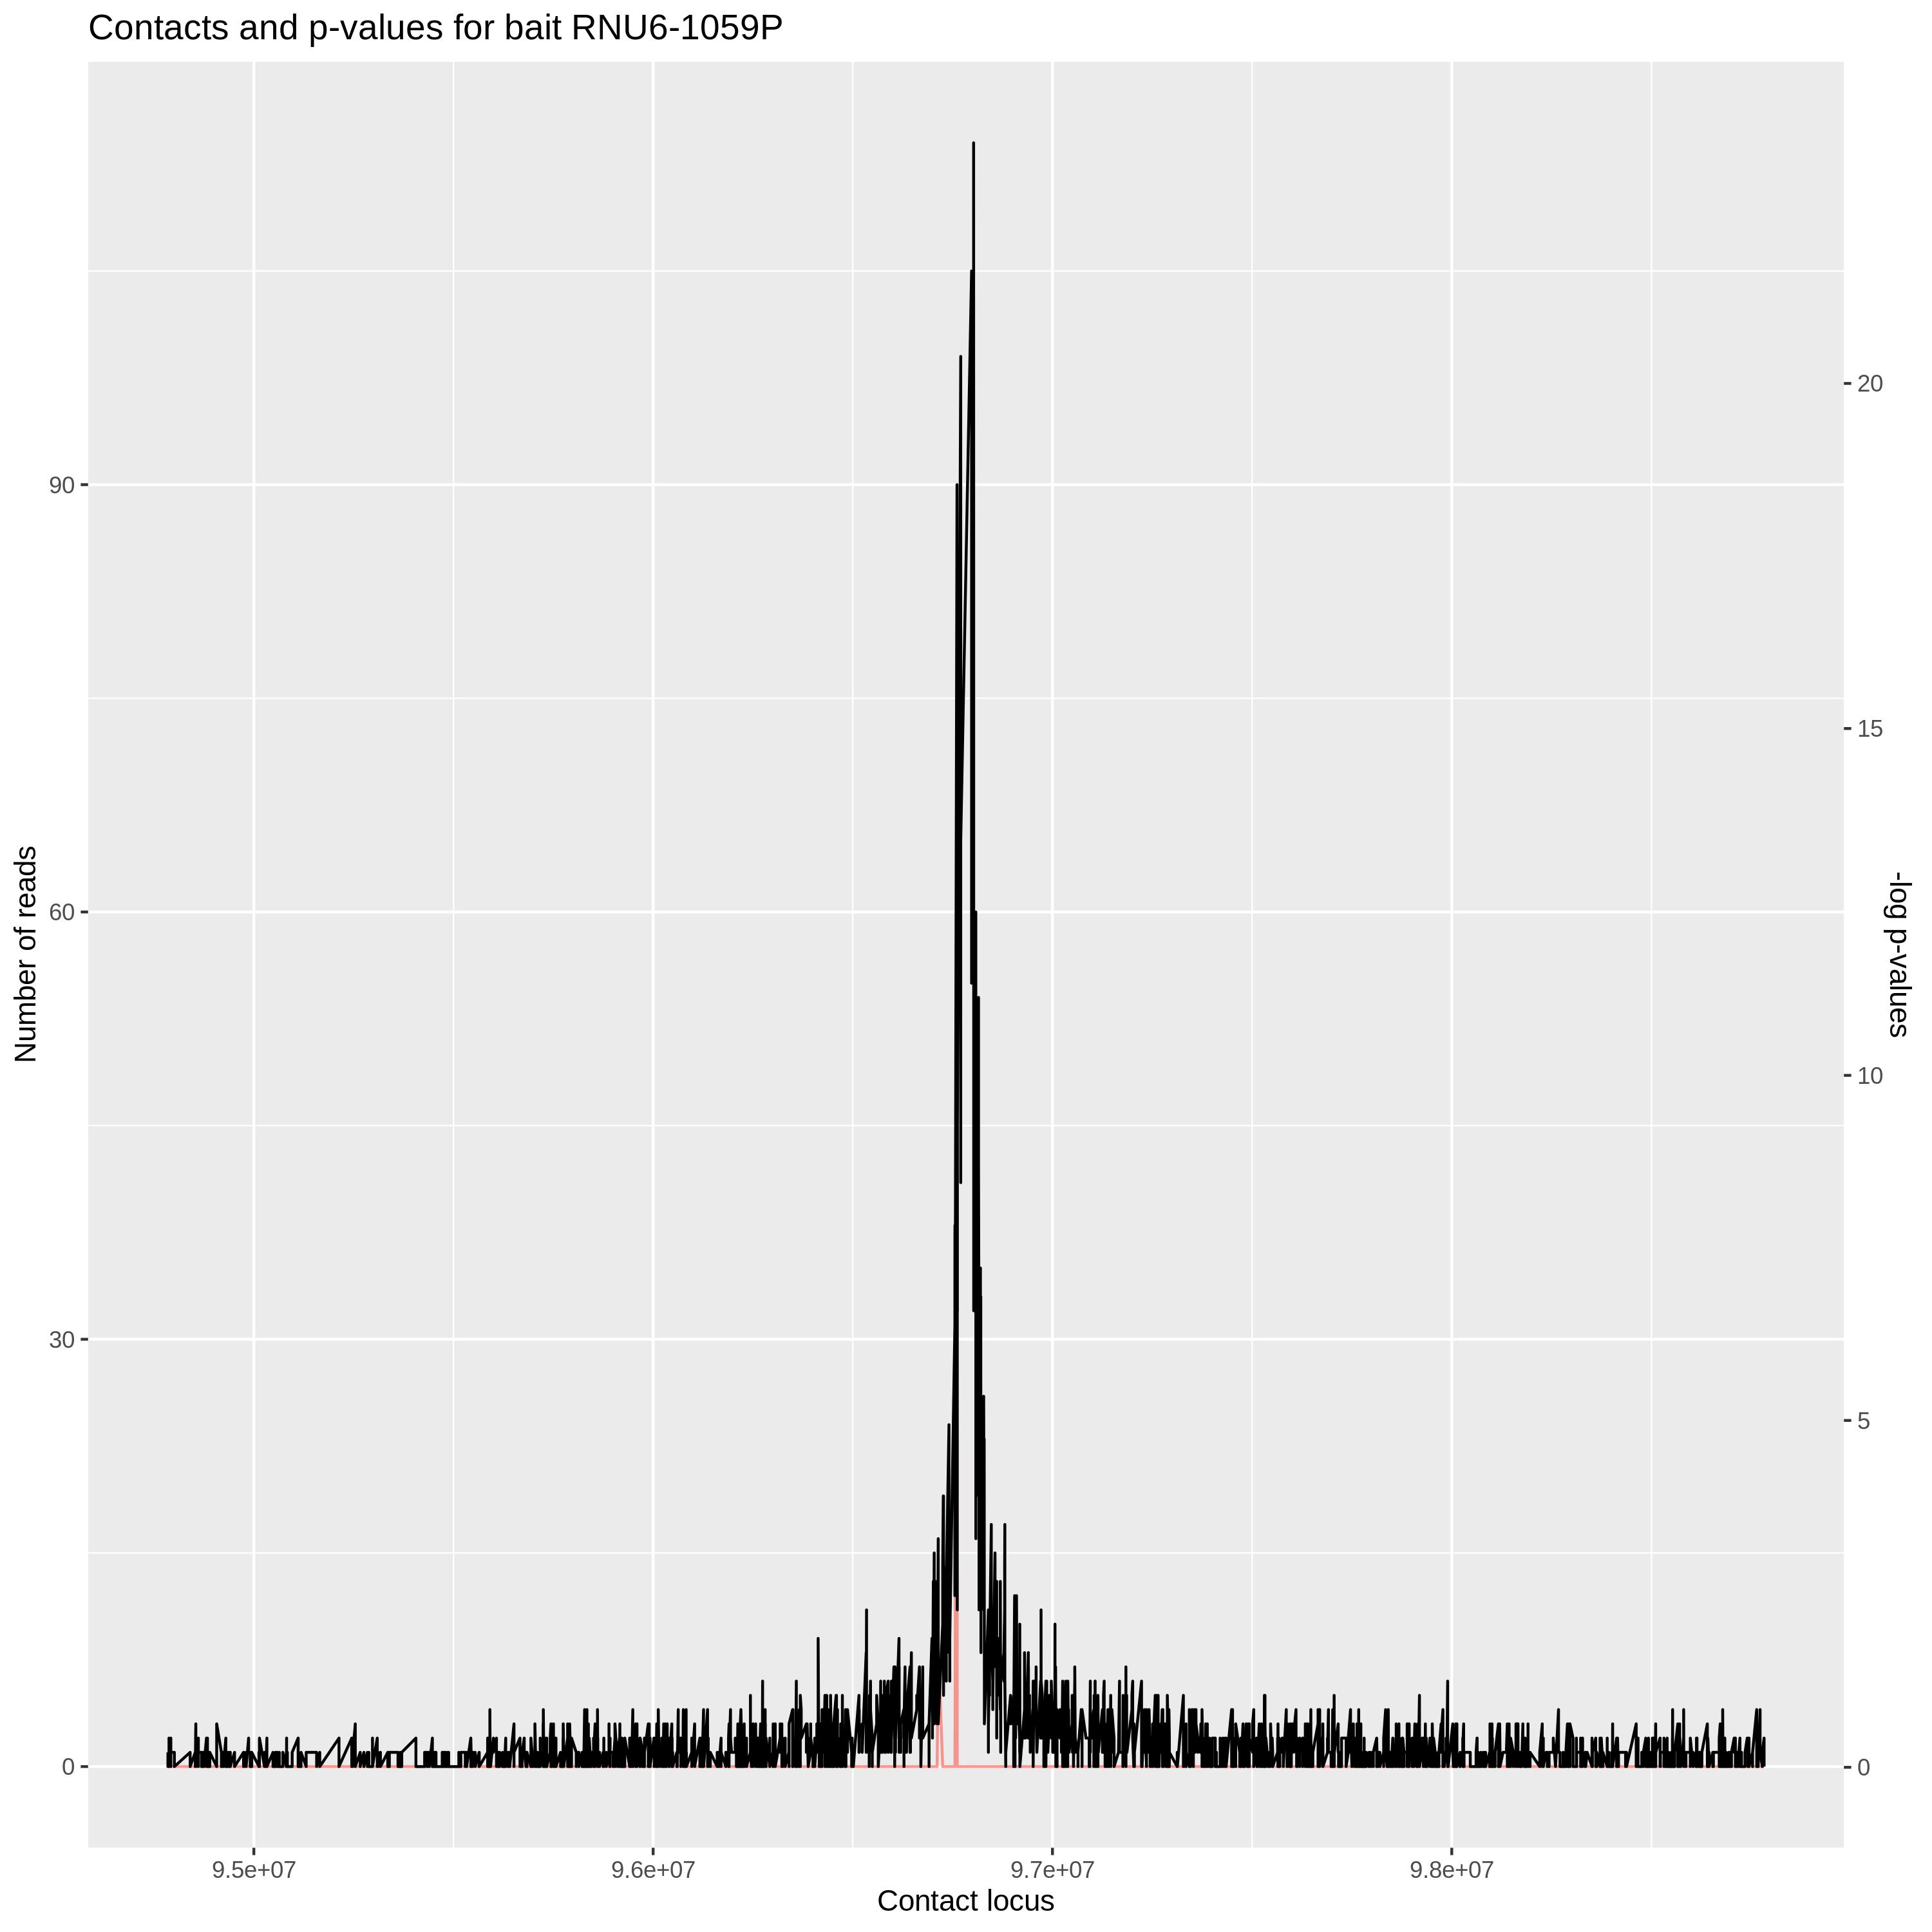 Contacts and p-values for bait RNU6-1059P
Number of reads
90
60
30
0
20
15
10
5
0
-log p-values
9.5e+07 9.6e+07 9.7e+07 9.8e+07
Contact locus